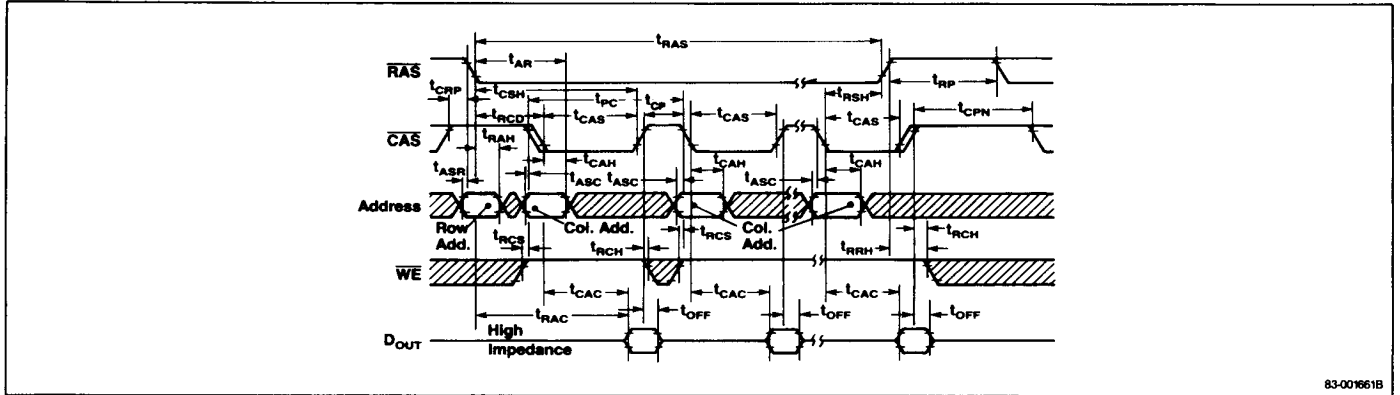 tRAS
tAR
RAS
tCRP
tCSH
tPC
tCP
tRSH
tRP
tCPN
tRCD
tCAS
tCAS
tCAS
CAS
tRAH
tCAH
tCAH
tCAH
tASR
tASC
tASC
tASC
Address
Row
Add.
Col. Add.
Col.
Add.
tRCS
tRCH
tRCS
tRRH
tRCH
WE
tCAC
tCAC
tCAC
tRAC
tOFF
tOFF
tOFF
DOUT
High
Impedance
83-001661B